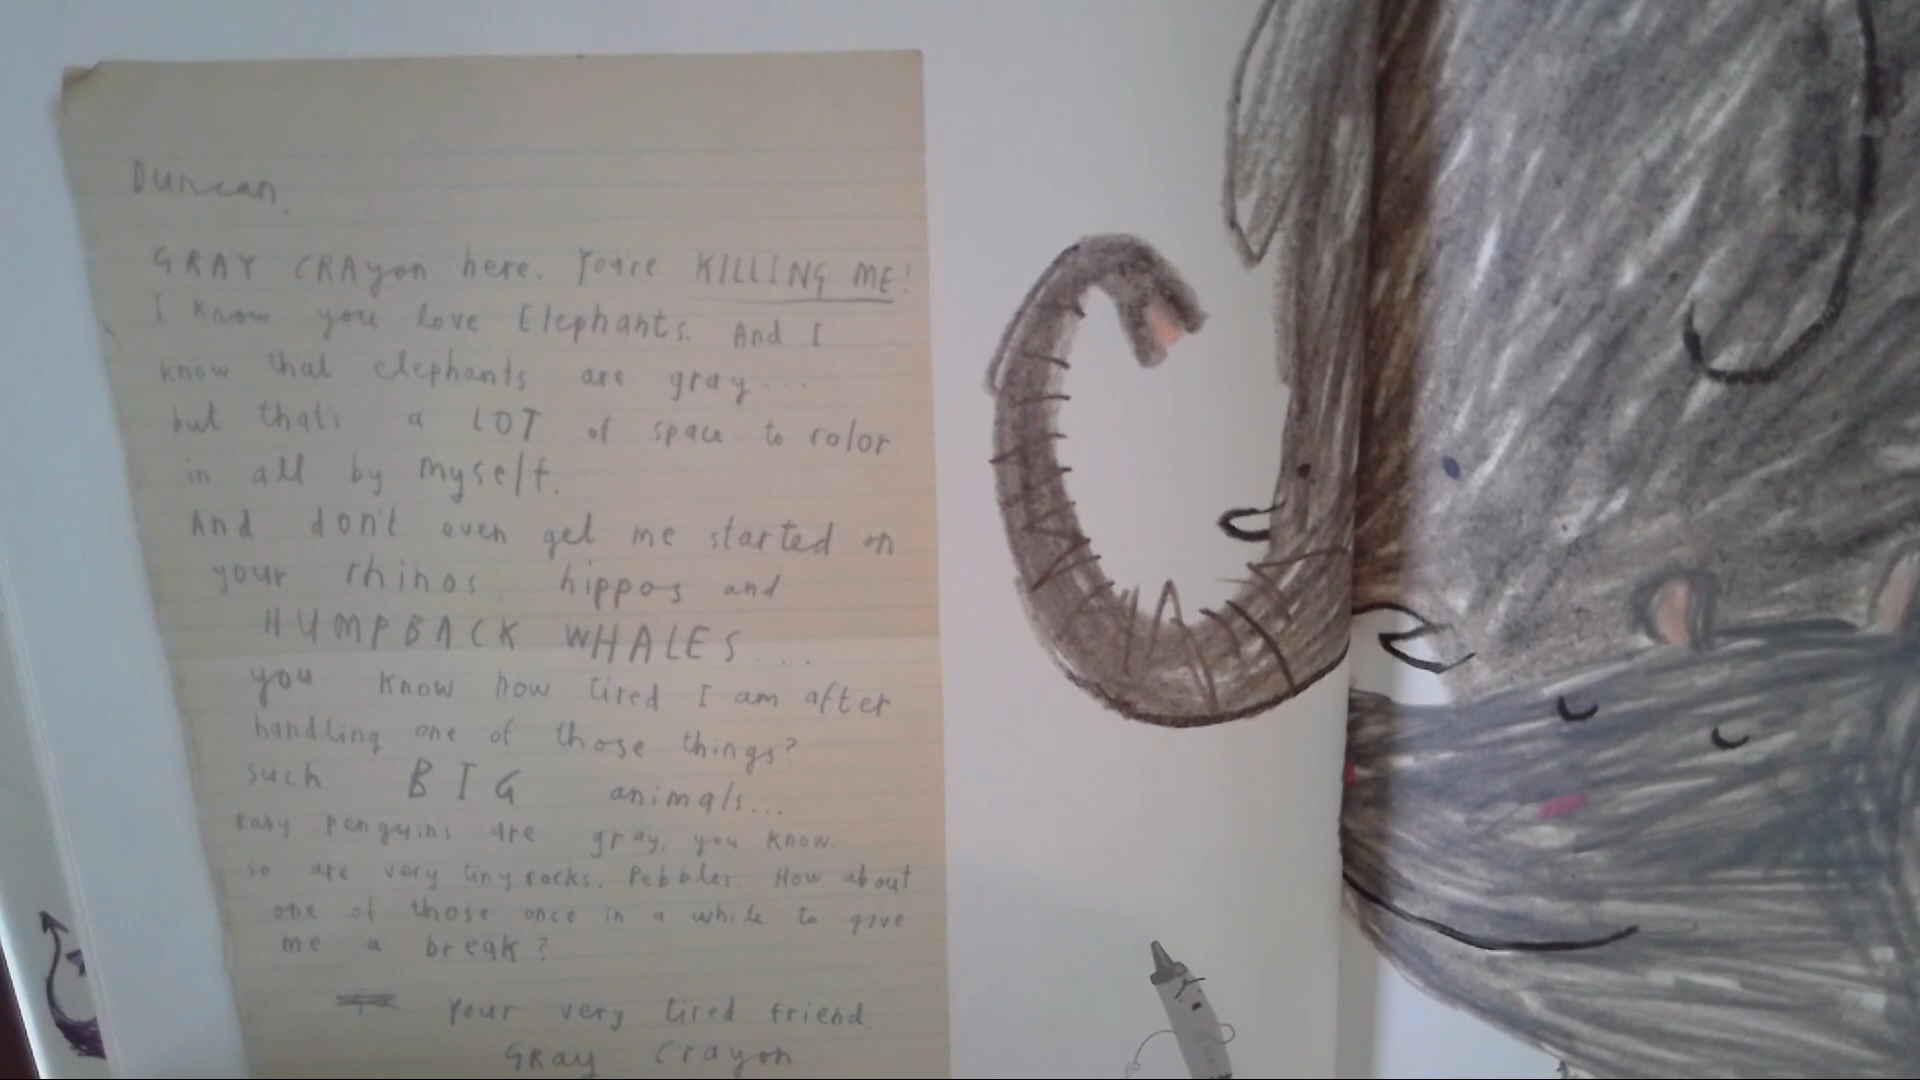 Duncan,
GRAY CRAyon here. You're KILLING ME!
I know you love Elephants. And I
know that elephants are gray...
but that's a LOT of space to color
in all by myself.
And don't even get me started on
your rhinos, hippos and
HUMPBACK WHALES...
you know how tired I am after
handling one of those things?
such BIG animals...
Baby penguins are gray, you know.
so are very tiny rocks. Pebbles. How about
one of those once in a while to give
me a break?
Your very tired friend,
GRay Crayon